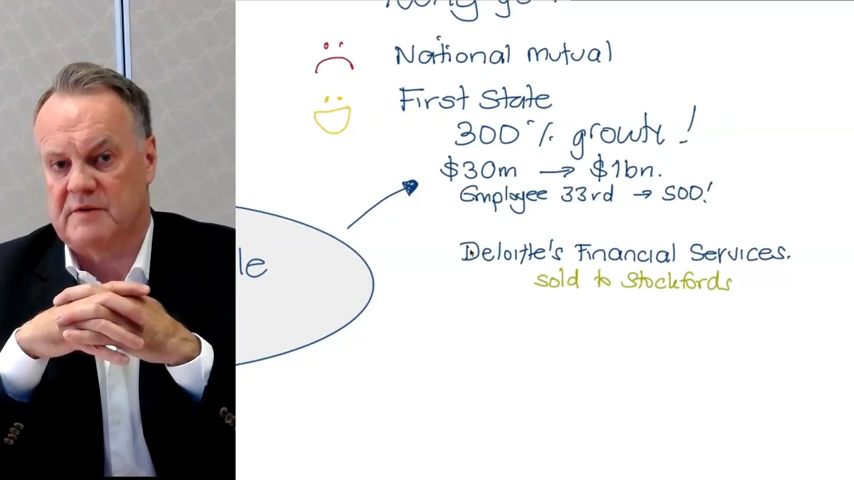 National mutual
First State
300% growth!
$30m → $1bn.
Employee 33rd → 500!
le
Deloitte's Financial Services.
sold to Stockfords